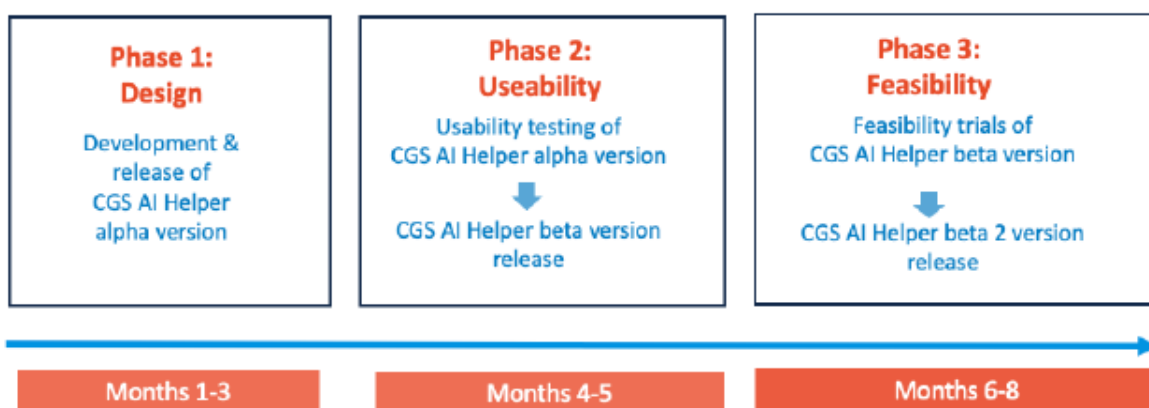 Phase 1:
Design
Development &
release of
CGS AI Helper
alpha version
Phase 2:
Useability
Usability testing of
CGS AI Helper alpha version
CGS AI Helper beta version
release
Phase 3:
Feasibility
Feasibility trials of
CGS AI Helper beta version
CGS AI Helper beta 2 version
release
Months 1-3
Months 4-5
Months 6-8